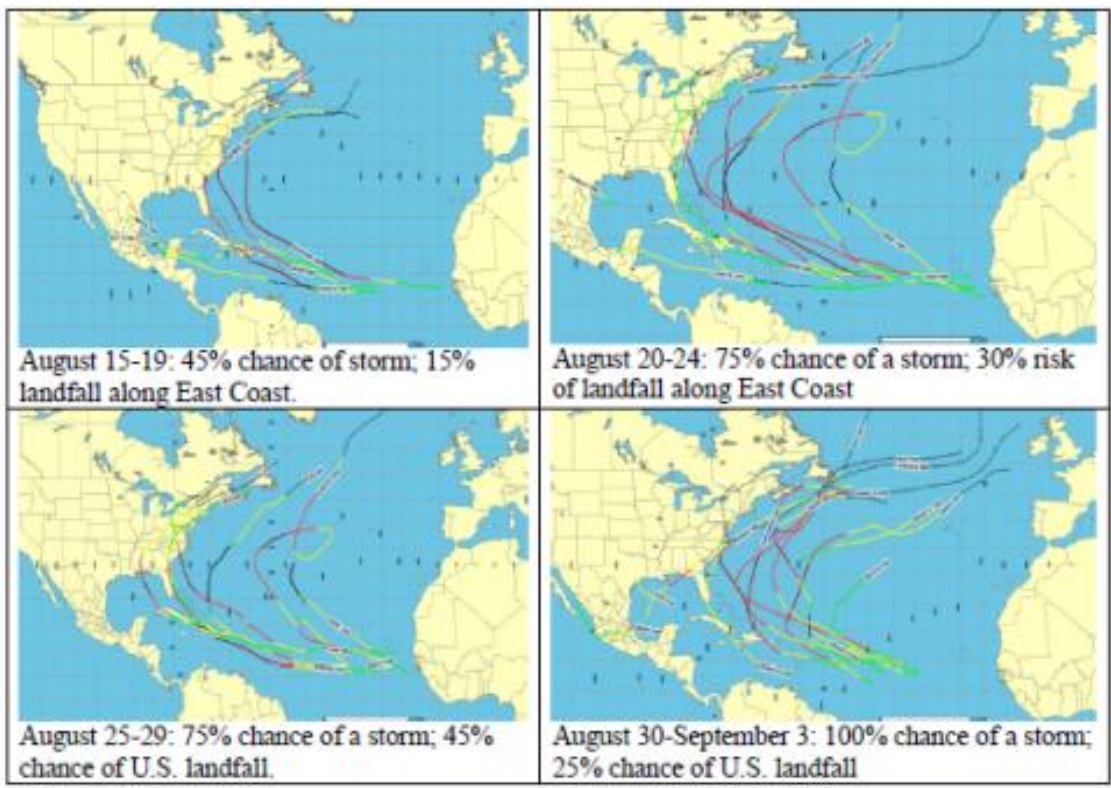 August 15-19: 45% chance of storm; 15%
landfall along East Coast.
August 20-24: 75% chance of a storm; 30% risk
of landfall along East Coast
August 25-29: 75% chance of a storm; 45%
chance of U.S. landfall.
August 30-September 3: 100% chance of a storm;
25% chance of U.S. landfall